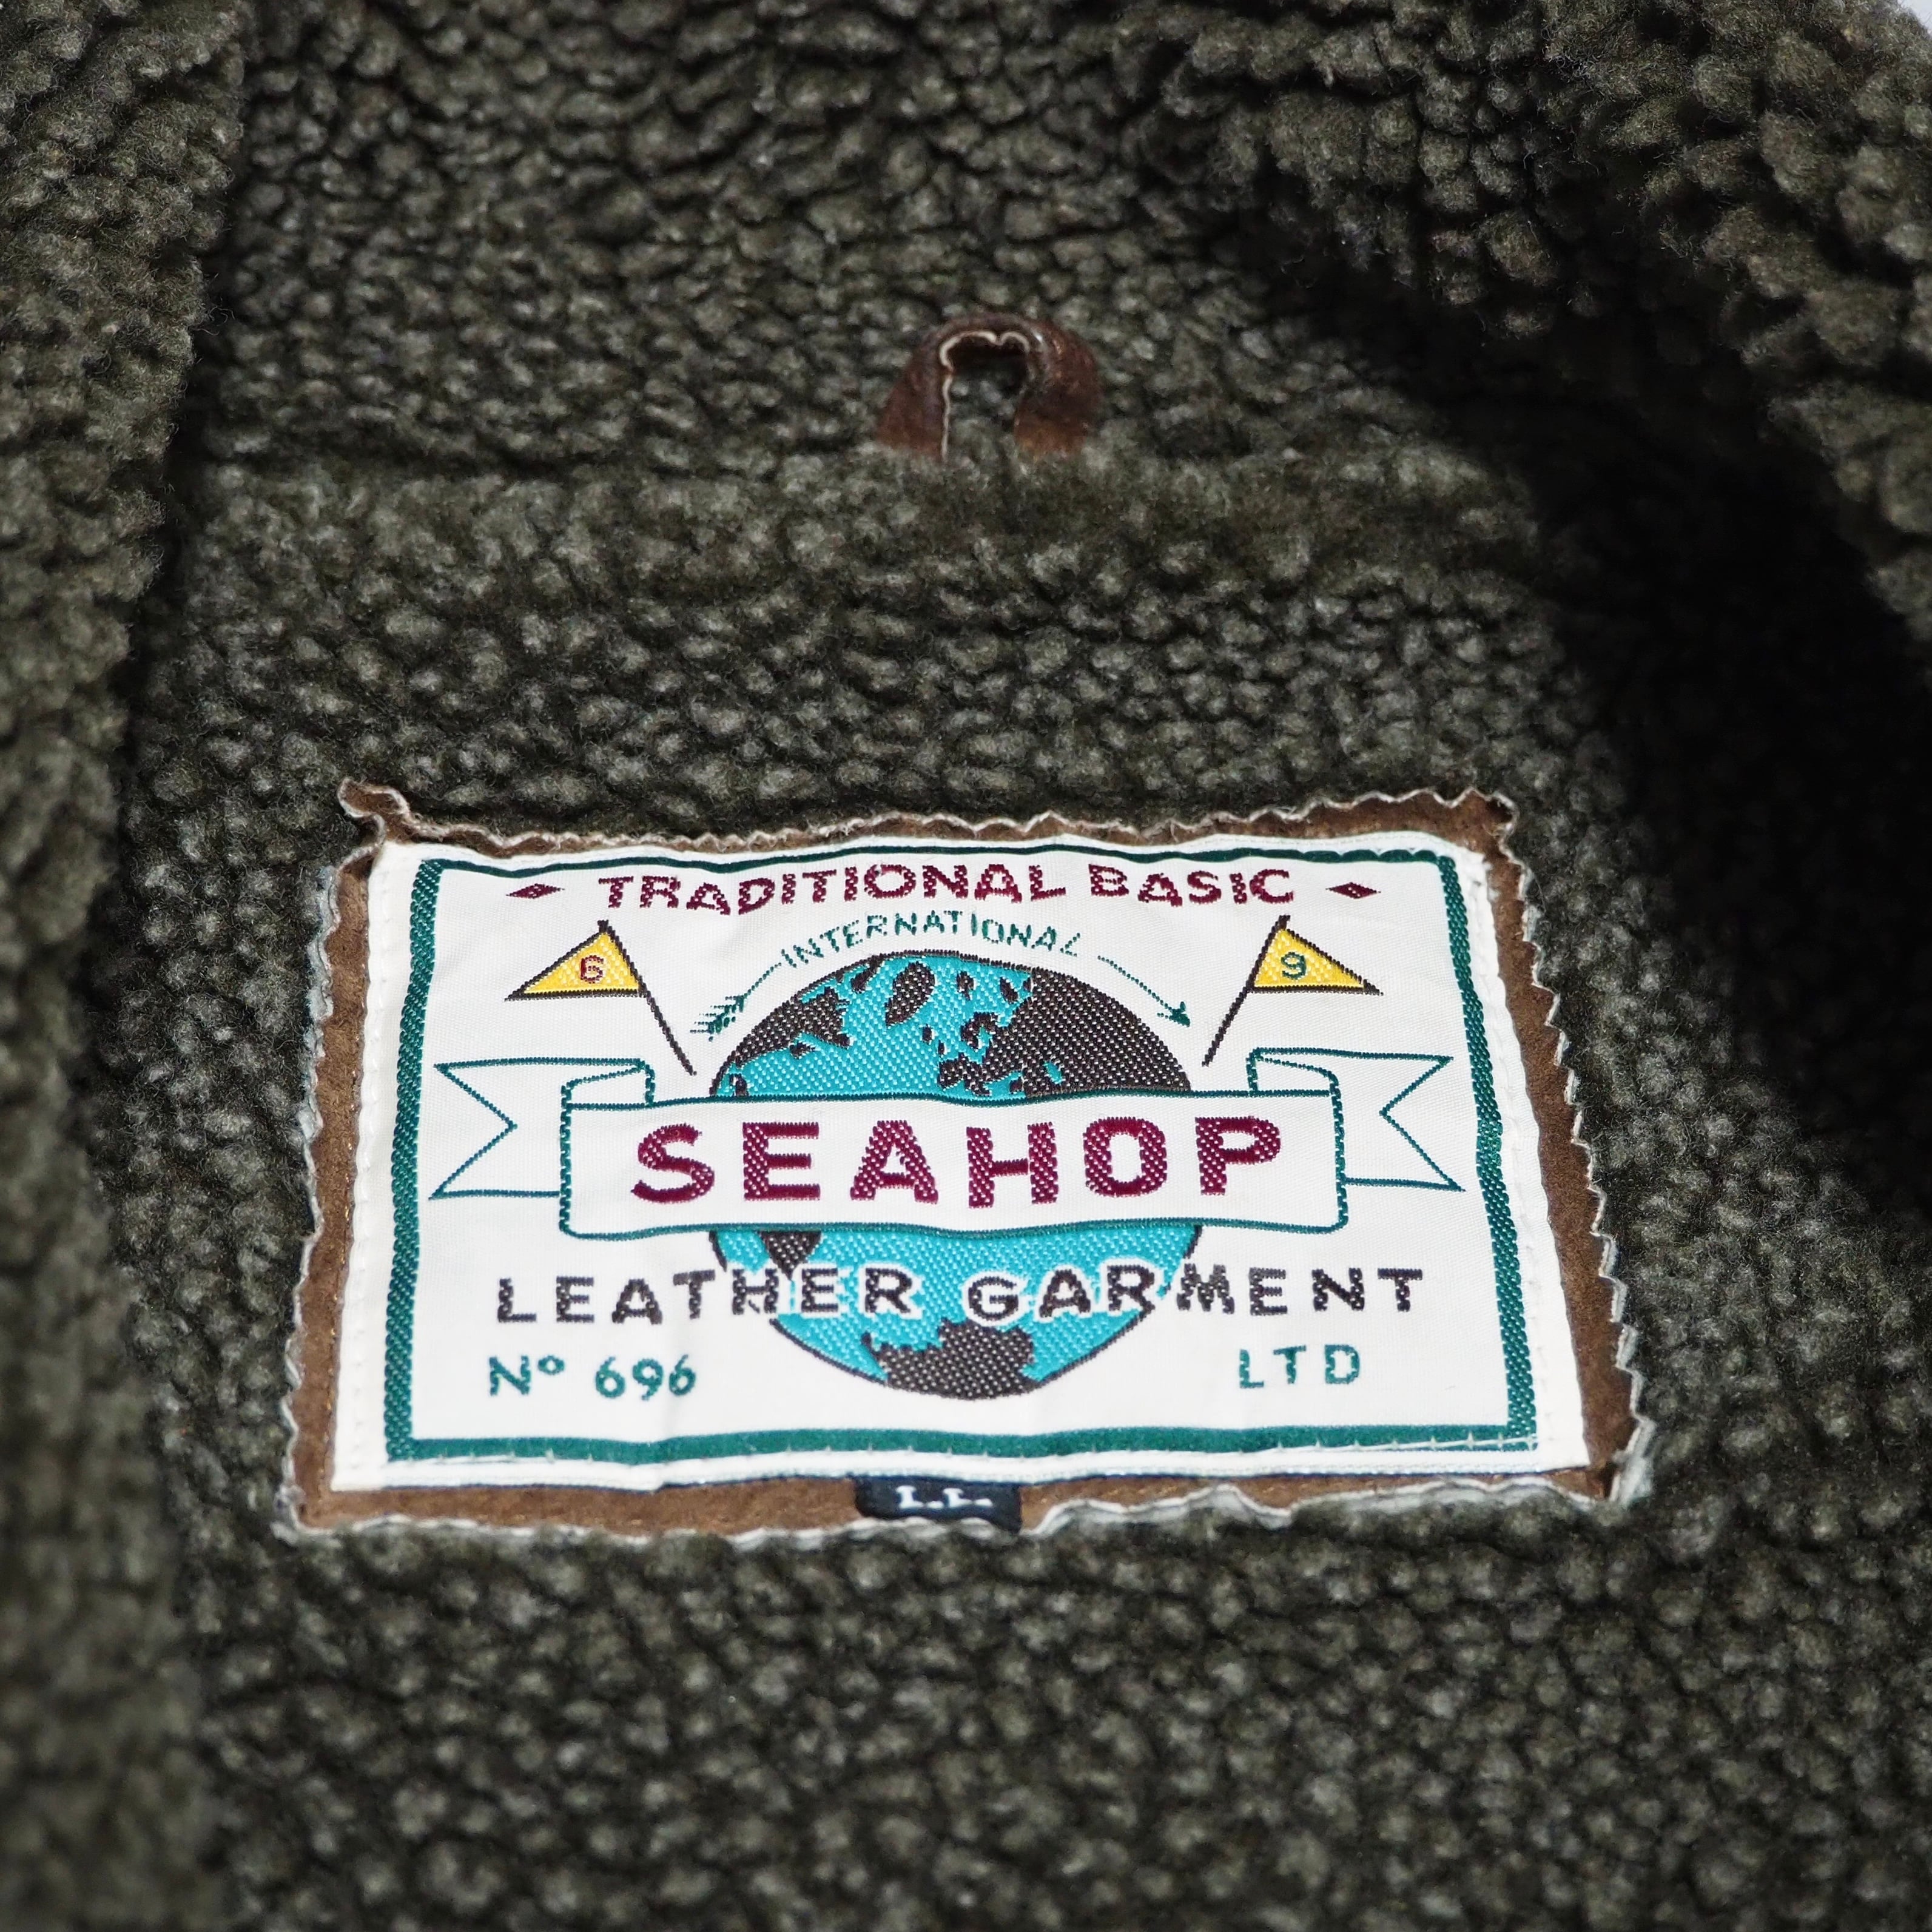 TRADITIONAL BASIC
INTERNATIONAL
6
9
SEAHOP
LEATHER GARMENT
Nº 696
LTD
LL